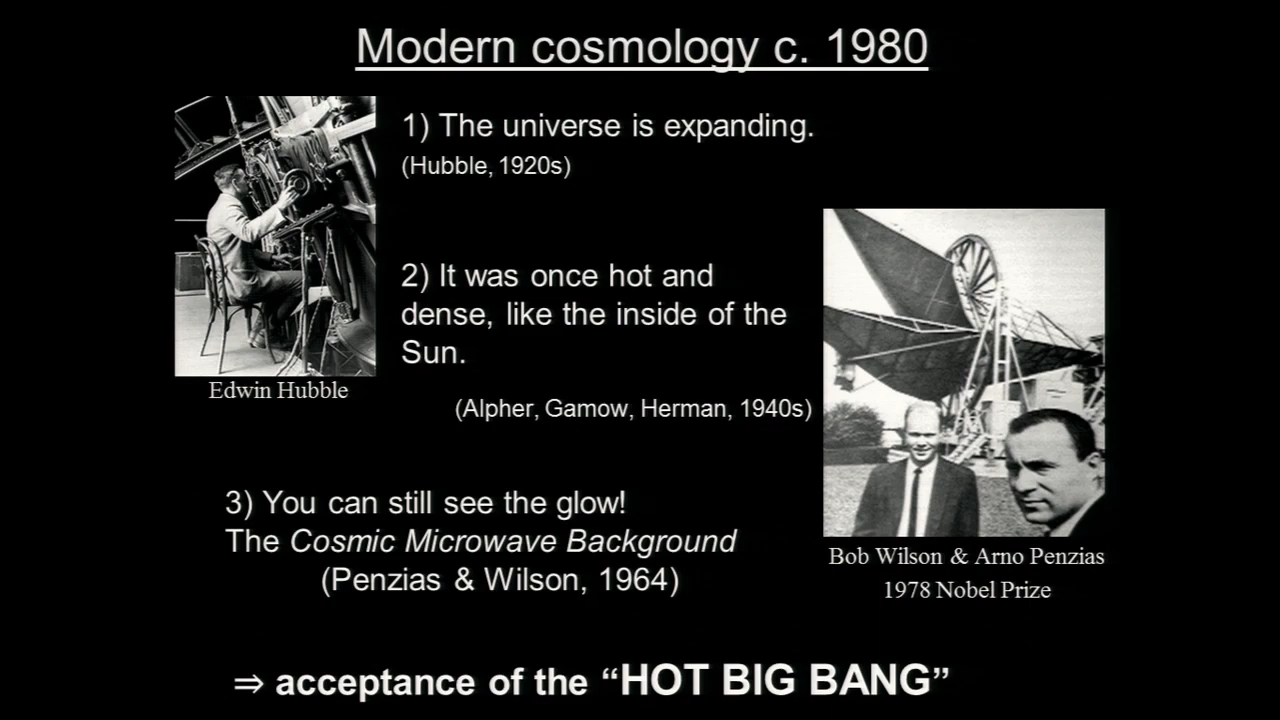 Modern cosmology c. 1980
1) The universe is expanding.
(Hubble, 1920s)
Edwin Hubble
2) It was once hot and
dense, like the inside of the
Sun.
(Alpher, Gamow, Herman, 1940s)
Bob Wilson & Arno Penzias
1978 Nobel Prize
3) You can still see the glow!
The Cosmic Microwave Background
(Penzias & Wilson, 1964)
⇒ acceptance of the “HOT BIG BANG”